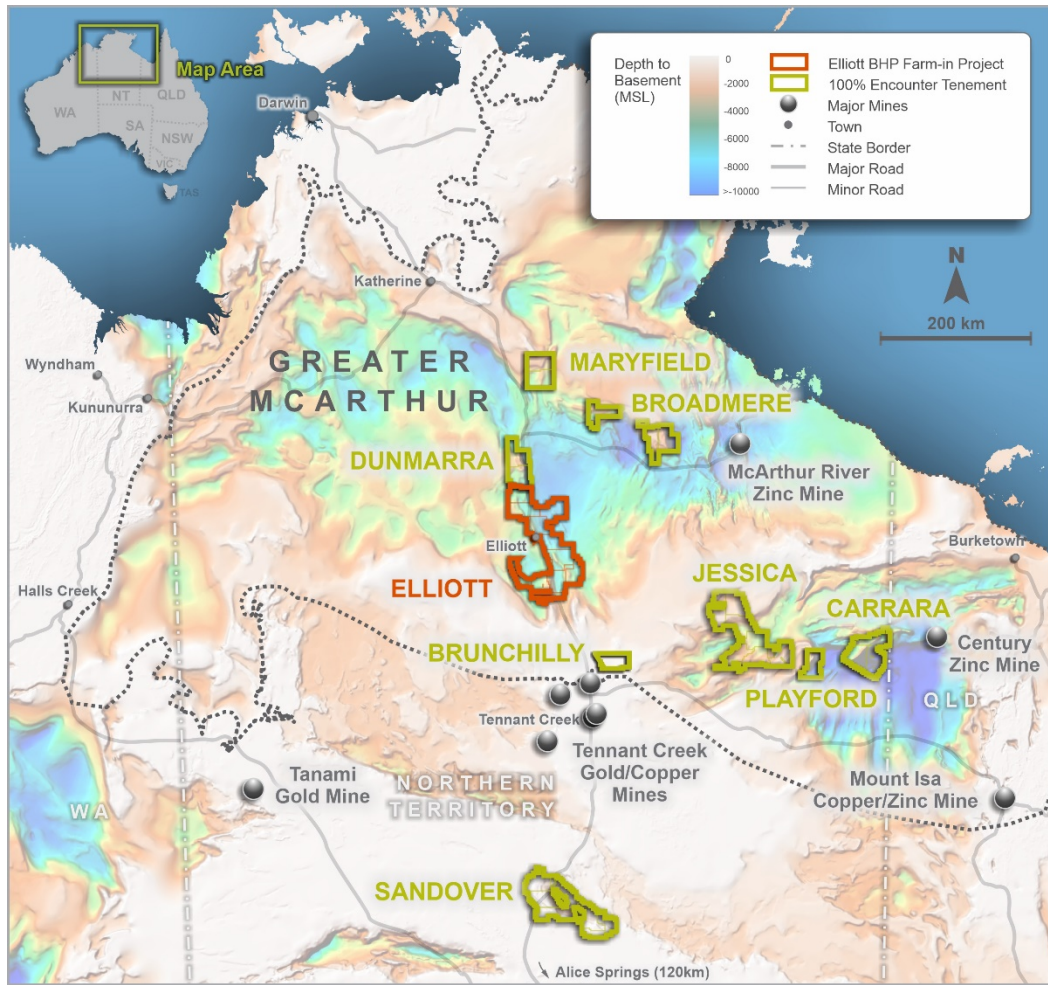 Map Area
WA
NT
QLD
SA
NSW
VIC
TAS
Depth to
Basement
(MSL)
0
-2000
-4000
-6000
-8000
>-10000
Elliott BHP Farm-in Project
100% Encounter Tenement
Major Mines
Town
State Border
Major Road
Minor Road
N
200 km
Darwin
Katherine
Wyndham
Kununurra
GREATER
MCARTHUR
MARYFIELD
BROADMERE
DUNMARRA
McArthur River
Zinc Mine
Elliott
ELLIOTT
Burketown
Halls Creek
JESSICA
CARRARA
Century
Zinc Mine
BRUNCHILLY
PLAYFORD
QLD
Tennant Creek
Tennant Creek
Gold/Copper
Mines
Tanami
Gold Mine
NORTHERN
TERRITORY
Mount Isa
Copper/Zinc Mine
WA
SANDOVER
Alice Springs (120km)